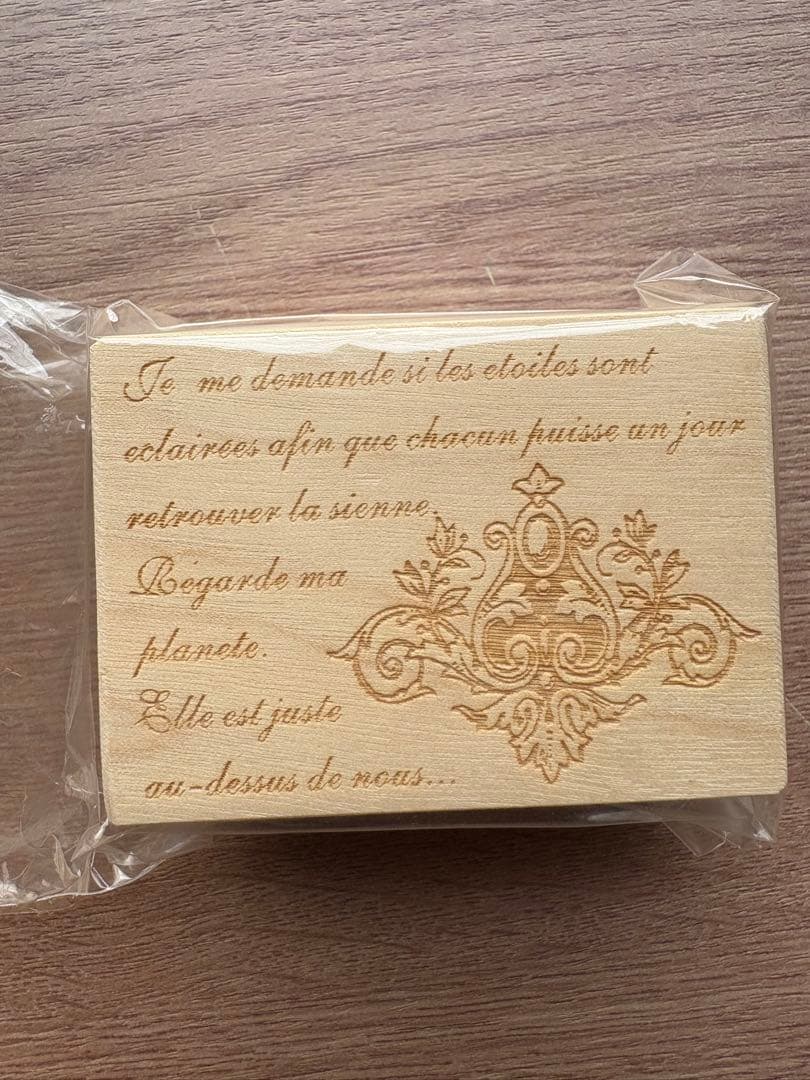 Je me demande si les etoiles sont
eclairees afin que chacun puisse un jour
retrouver la sienne.
Regarde ma
planete.
Elle est juste
au-dessus de nous...